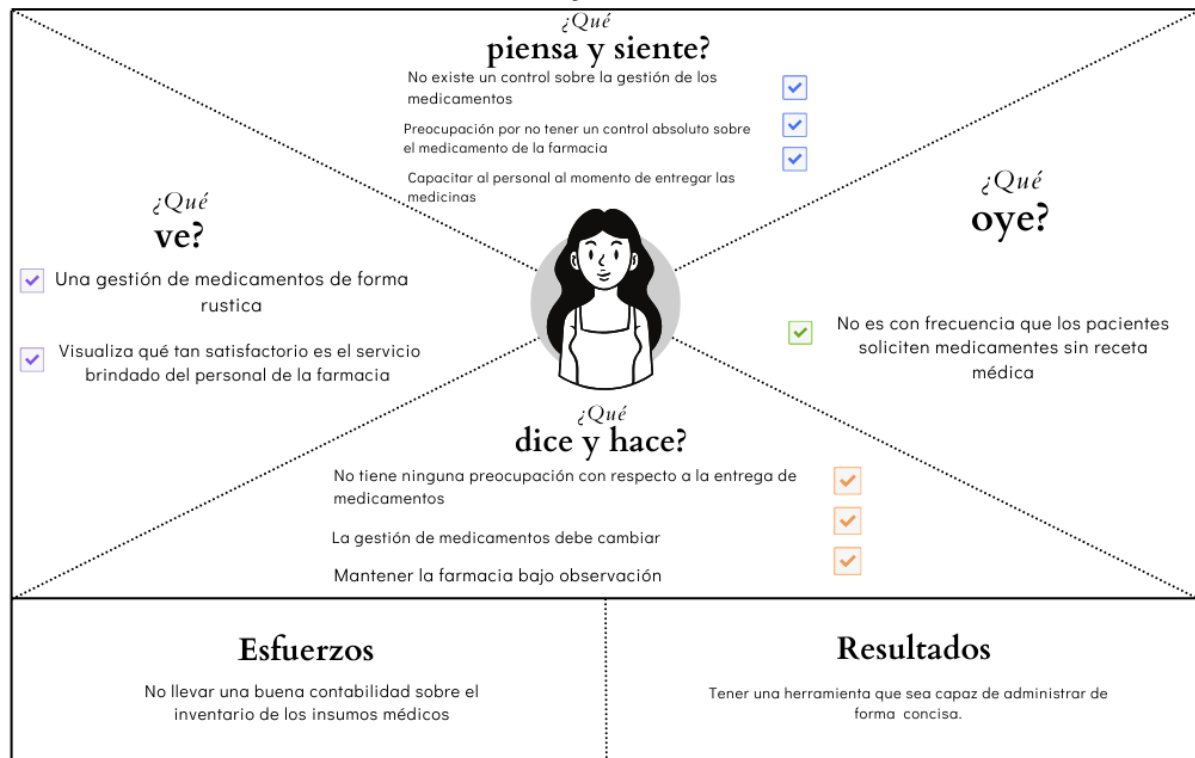 ¿Qué
piensa y siente?
No existe un control sobre la gestión de los
medicamentos
Preocupación por no tener un control absoluto sobre
el medicamento de la farmacia
Capacitar al personal al momento de entregar las
medicinas
¿Qué
ve?
Una gestión de medicamentos de forma
rustica
Visualiza qué tan satisfactorio es el servicio
brindado del personal de la farmacia
¿Qué
oye?
No es con frecuencia que los pacientes
soliciten medicamentes sin receta
médica
¿Qué
dice y hace?
No tiene ninguna preocupación con respecto a la entrega de
medicamentos
La gestión de medicamentos debe cambiar
Mantener la farmacia bajo observación
Esfuerzos
No llevar una buena contabilidad sobre el
inventario de los insumos médicos
Resultados
Tener una herramienta que sea capaz de administrar de
forma concisa.